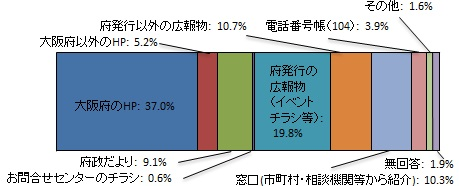 その他: 1.6%
府発行以外の広報物: 10.7%
電話番号帳(104): 3.9%
大阪府以外のHP: 5.2%
大阪府のHP: 37.0%
府発行の
広報物
(イベント
チラシ等):
19.8%
府政だより: 9.1%
無回答: 1.9%
お問合せセンターのチラシ: 0.6%
窓口(市町村・相談機関等から紹介): 10.3%